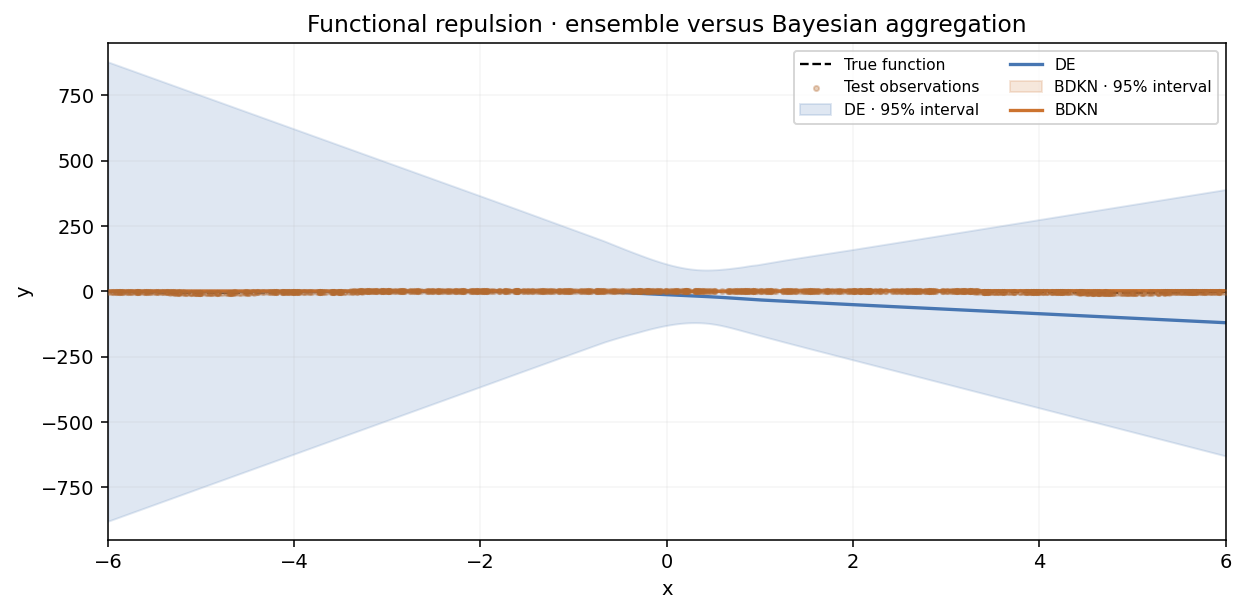 Functional repulsion · ensemble versus Bayesian aggregation
True function
Test observations
DE · 95% interval
DE
BDKN · 95% interval
BDKN
y
750
500
250
0
−250
−500
−750
−6
−4
−2
0
2
4
6
x